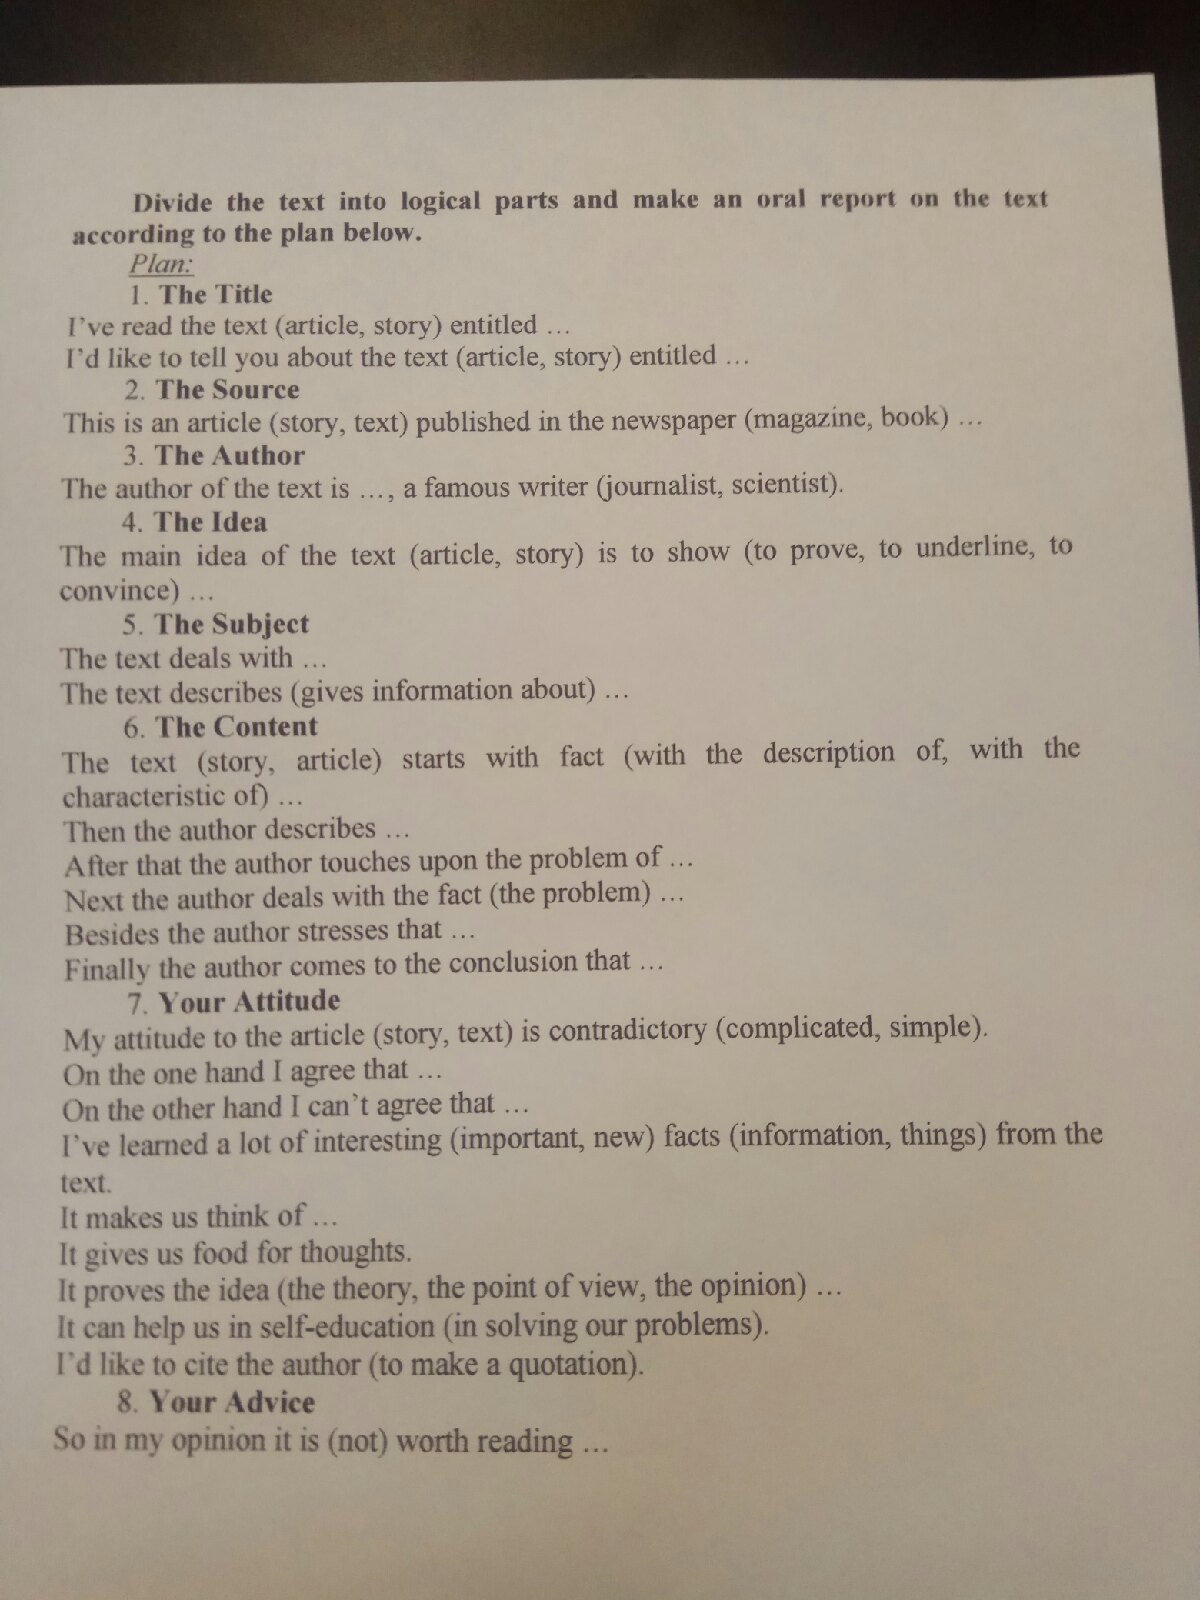 Divide the text into logical parts and make an oral report on the text
according to the plan below.
Plan:
1. The Title
I’ve read the text (article, story) entitled …
I’d like to tell you about the text (article, story) entitled …
2. The Source
This is an article (story, text) published in the newspaper (magazine, book) …
3. The Author
The author of the text is …, a famous writer (journalist, scientist).
4. The Idea
The main idea of the text (article, story) is to show (to prove, to underline, to
convince) …
5. The Subject
The text deals with …
The text describes (gives information about) …
6. The Content
The text (story, article) starts with fact (with the description of, with the
characteristic of) …
Then the author describes …
After that the author touches upon the problem of …
Next the author deals with the fact (the problem) …
Besides the author stresses that …
Finally the author comes to the conclusion that …
7. Your Attitude
My attitude to the article (story, text) is contradictory (complicated, simple).
On the one hand I agree that …
On the other hand I can’t agree that …
I’ve learned a lot of interesting (important, new) facts (information, things) from the
text.
It makes us think of …
It gives us food for thoughts.
It proves the idea (the theory, the point of view, the opinion) …
It can help us in self-education (in solving our problems).
I’d like to cite the author (to make a quotation).
8. Your Advice
So in my opinion it is (not) worth reading …